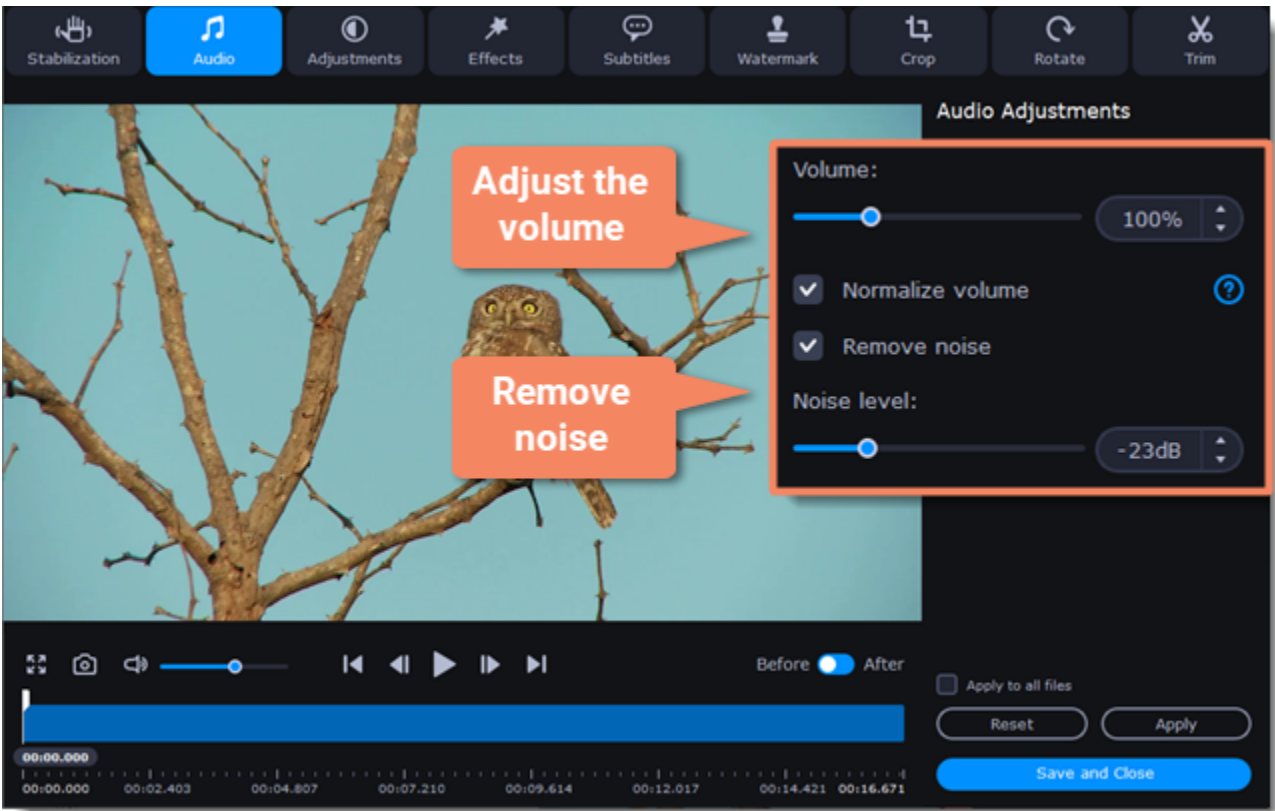 Stabilization
Audio
Adjustments
Effects
Subtitles
Watermark
Crop
Rotate
Trim
Audio Adjustments
Adjust the
volume
Volume:
100%
Normalize volume
?
Remove noise
Remove
noise
Noise level:
-23dB
Before
After
Apply to all files
Reset
Apply
Save and Close
00:00.000
00:00.000
00:02.403
00:04.807
00:07.210
00:09.614
00:12.017
00:14.421
00:16.671